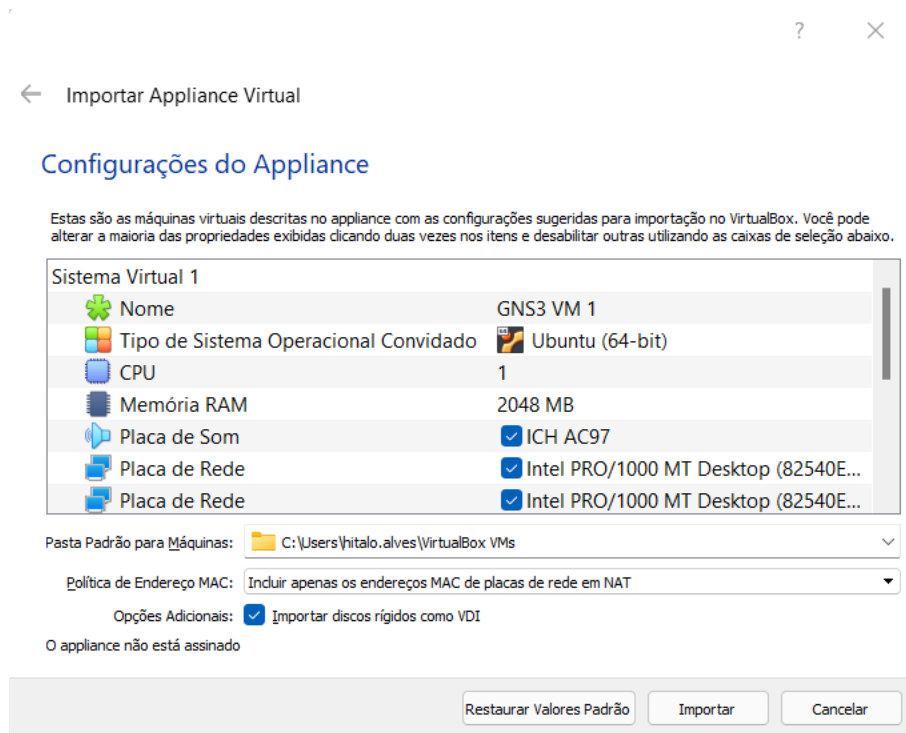 ?
Importar Appliance Virtual
Configurações do Appliance
Estas são as máquinas virtuais descritas no appliance com as configurações sugeridas para importação no VirtualBox. Você pode
alterar a maioria das propriedades exibidas clicando duas vezes nos itens e desabilitar outras utilizando as caixas de seleção abaixo.
Sistema Virtual 1
Nome GNS3 VM 1
Tipo de Sistema Operacional Convidado Ubuntu (64-bit)
CPU 1
Memória RAM 2048 MB
Placa de Som ICH AC97
Placa de Rede Intel PRO/1000 MT Desktop (82540E...
Placa de Rede Intel PRO/1000 MT Desktop (82540E...
Pasta Padrão para Máquinas: C:\Users\hitalo.alves\VirtualBox VMs
Política de Endereço MAC: Incluir apenas os endereços MAC de placas de rede em NAT
Opções Adicionais: Importar discos rígidos como VDI
O appliance não está assinado
Restaurar Valores Padrão Importar Cancelar